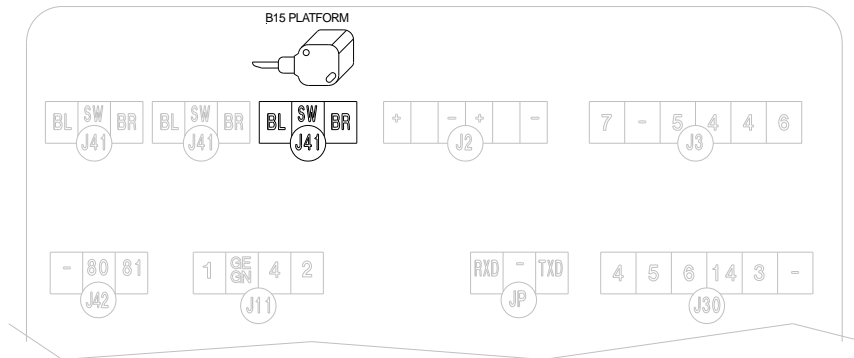 B15 PLATFORM
BL SW BR BL SW BR BL SW BR + - + - 7 - 5 4 4 6
J41 J41 J41 J2 J3
- 80 81 1 GE GN 4 2 RXD - TXD 4 5 6 14 3 -
J42 J11 JP J30